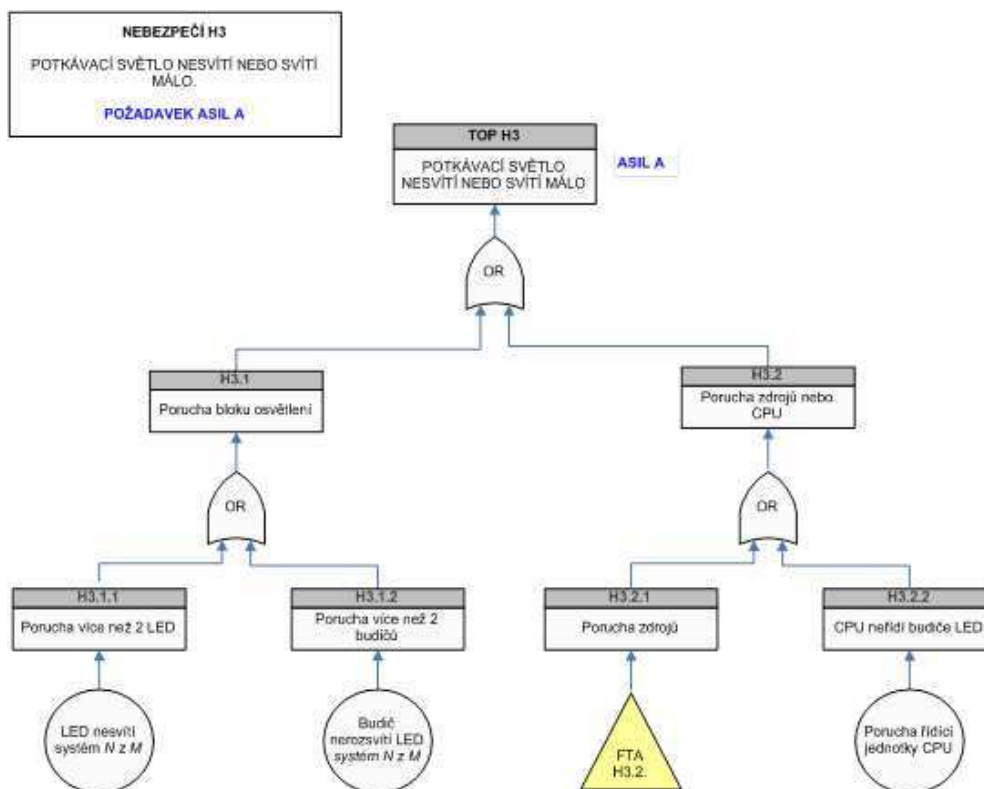 NEBEZPEČÍ H3
POTKÁVACÍ SVĚTLO NESVÍTÍ NEBO SVÍTÍ
MÁLO.
POŽADAVEK ASIL A
TOP H3
POTKÁVACÍ SVĚTLO
NESVÍTÍ NEBO SVÍTÍ MÁLO
ASIL A
OR
H3.1
Porucha bloku osvětlení
H3.2
Porucha zdrojů nebo
CPU
OR
OR
H3.1.1
Porucha více než 2 LED
H3.1.2
Porucha více než 2
budičů
H3.2.1
Porucha zdrojů
H3.2.2
CPU neřídí budiče LED
LED nesvítí
systém N z M
Budič
nerozsvítí LED
systém N z M
FTA
H3.2.
Porucha řídící
jednotky CPU